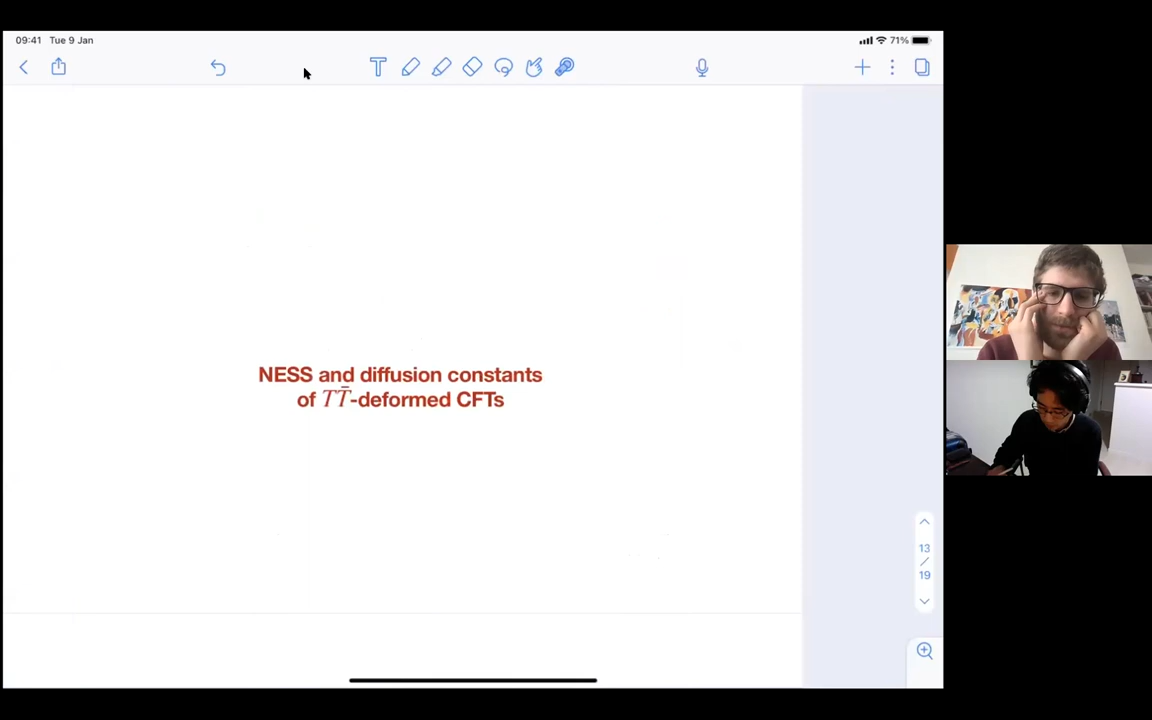 09:41 Tue 9 Jan
71%
NESS and diffusion constants
of TT̄-deformed CFTs
13
/
19